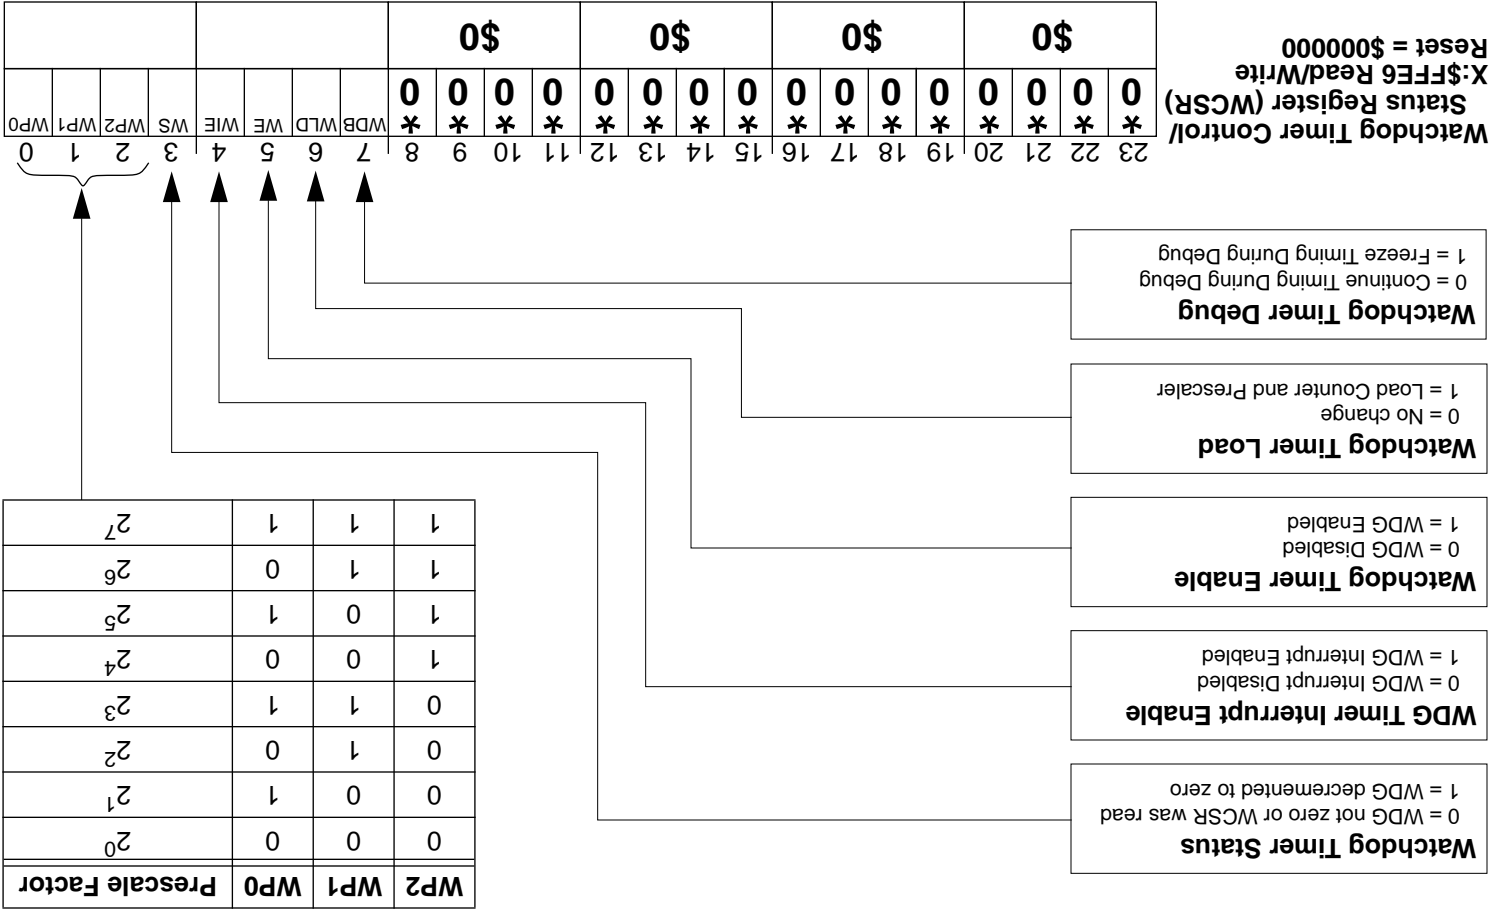 WP2 WP1 WP0 Prescale Factor
0 0 0 2^0
0 0 1 2^1
0 1 0 2^2
0 1 1 2^3
1 0 0 2^4
1 0 1 2^5
1 1 0 2^6
1 1 1 2^7
Watchdog Timer Status
0 = WDG not zero or WCSR was read
1 = WDG decremented to zero
WDG Timer Interrupt Enable
0 = WDG Interrupt Disabled
1 = WDG Interrupt Enabled
Watchdog Timer Enable
0 = WDG Disabled
1 = WDG Enabled
Watchdog Timer Load
0 = No change
1 = Load Counter and Prescaler
Watchdog Timer Debug
0 = Continue Timing During Debug
1 = Freeze Timing During Debug
Watchdog Timer Control/
Status Register (WCSR)
X:$FFE6 Read/Write
Reset = $000000
23 22 21 20 19 18 17 16 15 14 13 12 11 10 9 8 7 6 5 4 3 2 1 0
* * * * * * * * * * * * * * * * WDB WLD WE WIE WS WP2 WP1 WP0
0 0 0 0 0 0 0 0 0 0 0 0 0 0 0 0
$0 $0 $0 $0